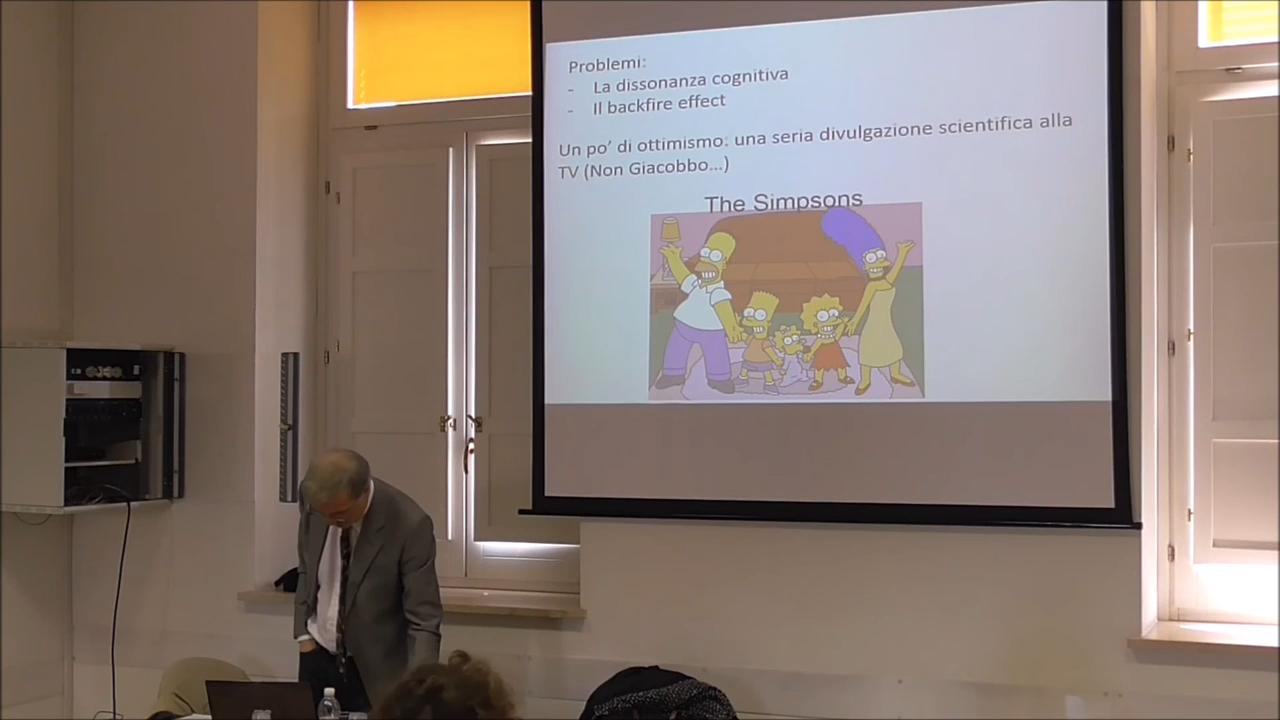 Problemi:
- La dissonanza cognitiva
- Il backfire effect
Un po' di ottimismo: una seria divulgazione scientifica alla
TV (Non Giacobbo...)
The Simpsons